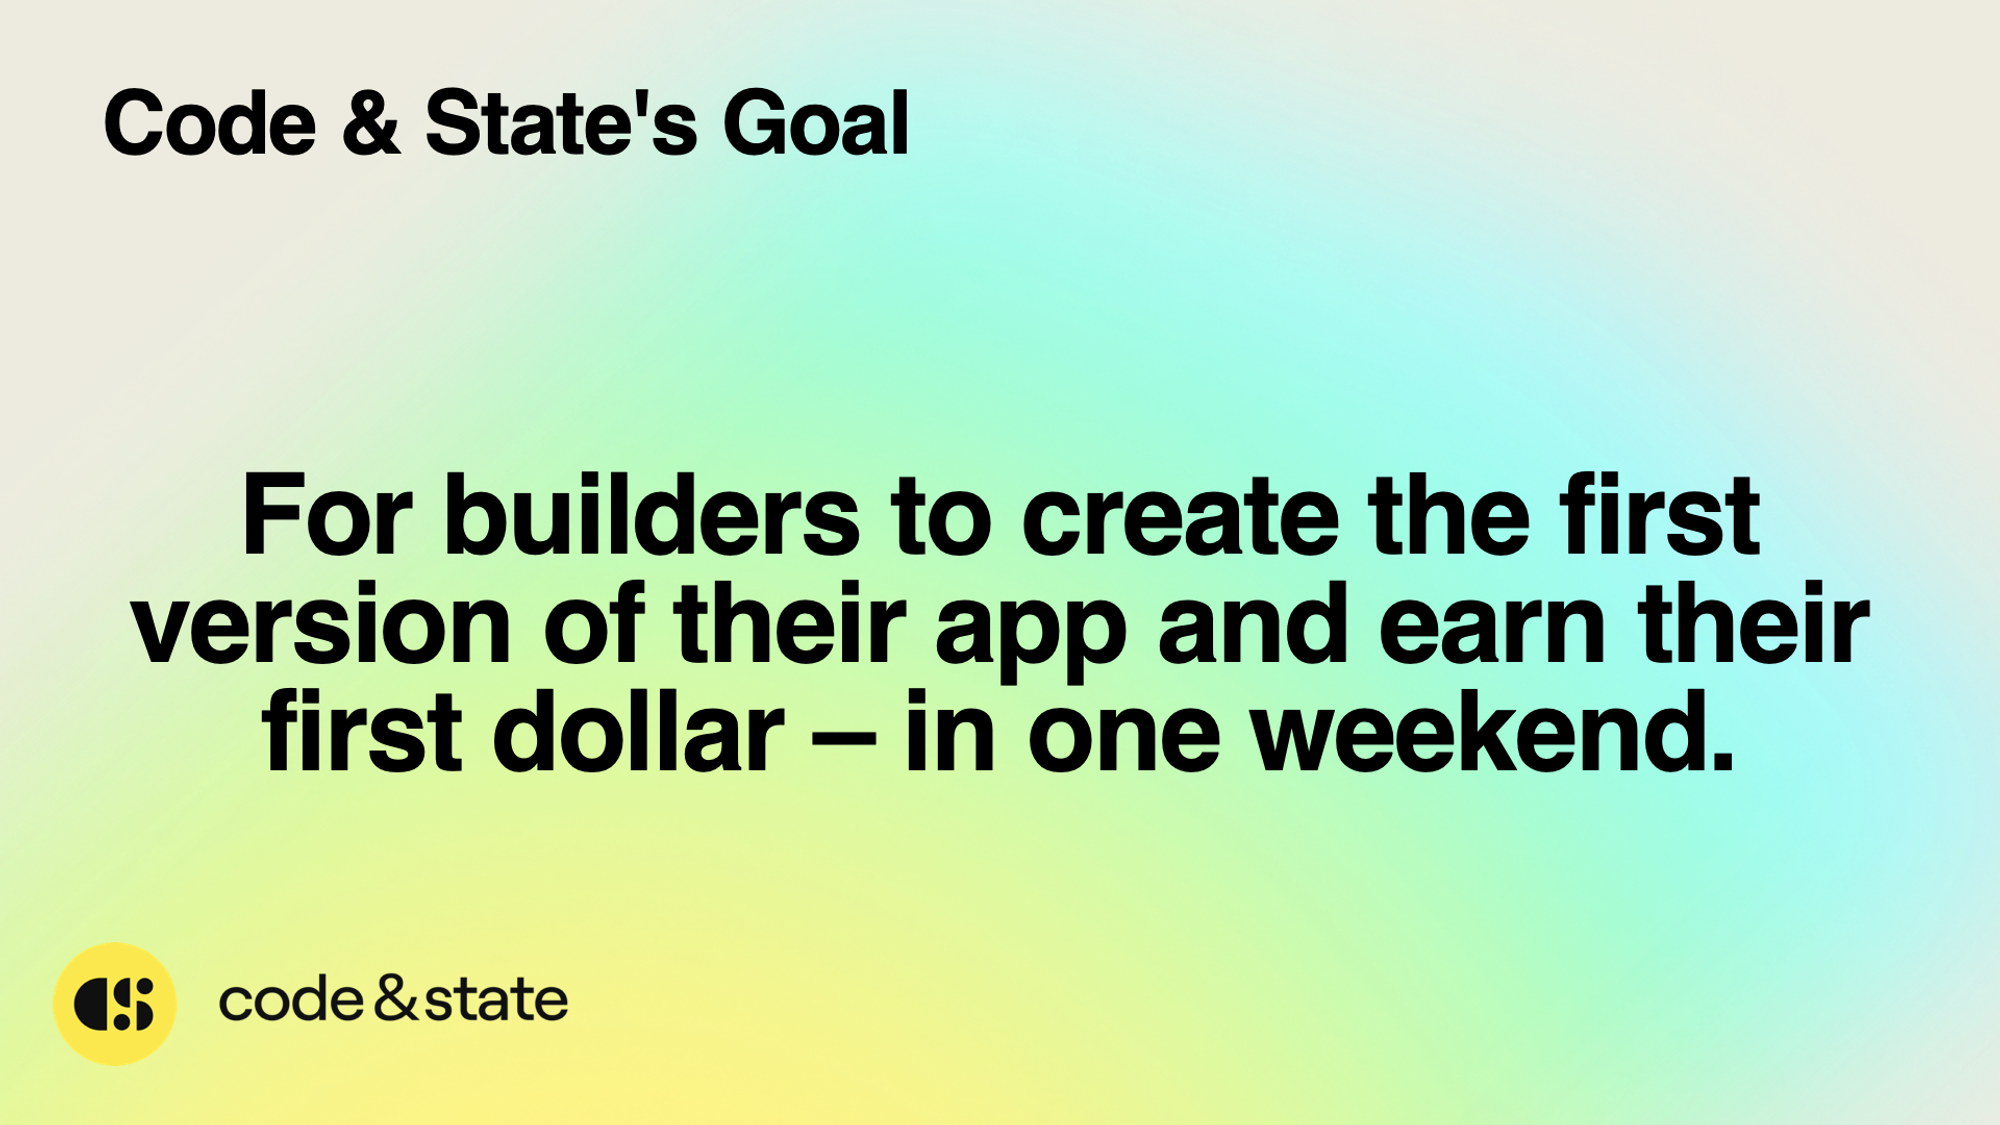 Code & State's Goal
For builders to create the first
version of their app and earn their
first dollar – in one weekend.
code&state